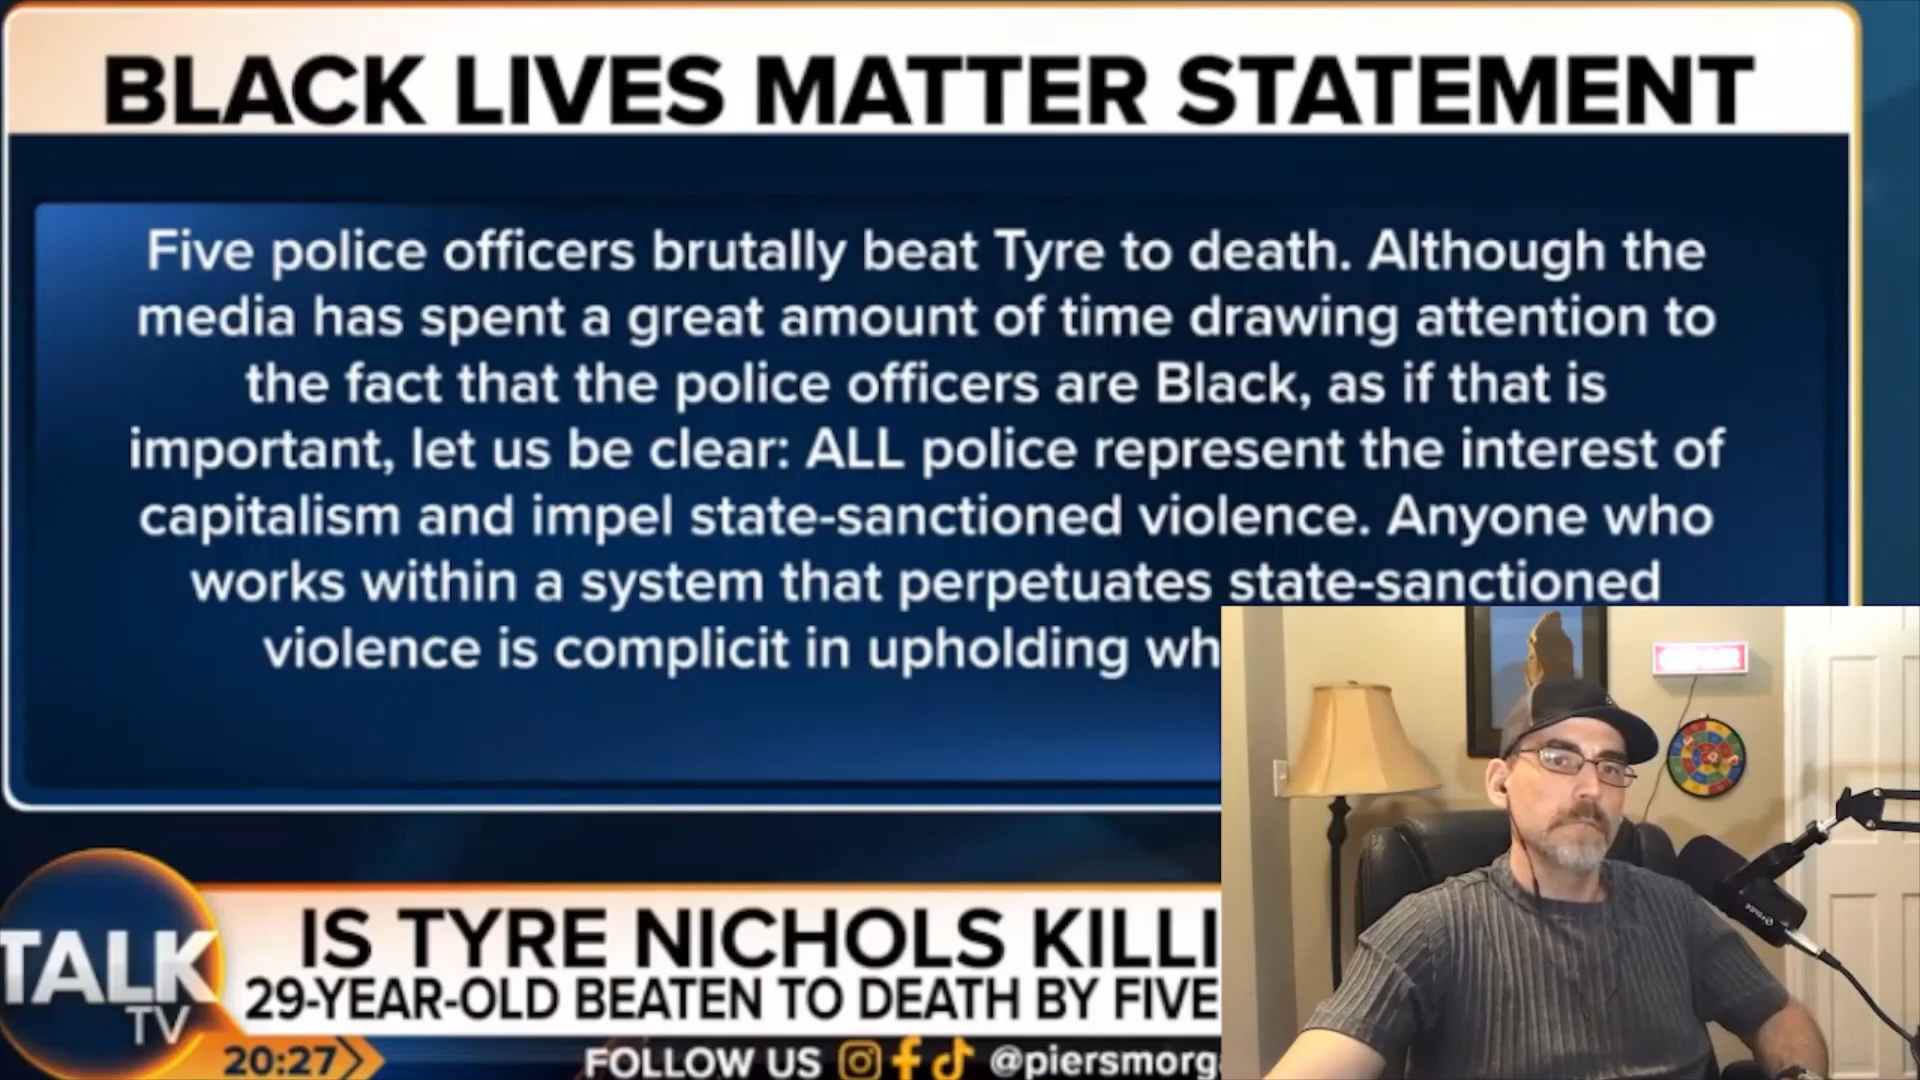 BLACK LIVES MATTER STATEMENT
Five police officers brutally beat Tyre to death. Although the
media has spent a great amount of time drawing attention to
the fact that the police officers are Black, as if that is
important, let us be clear: ALL police represent the interest of
capitalism and impel state-sanctioned violence. Anyone who
works within a system that perpetuates state-sanctioned
violence is complicit in upholding wh
IS TYRE NICHOLS KILLI
29-YEAR-OLD BEATEN TO DEATH BY FIVE
TALK
TV
20:27
FOLLOW US @piersmorg